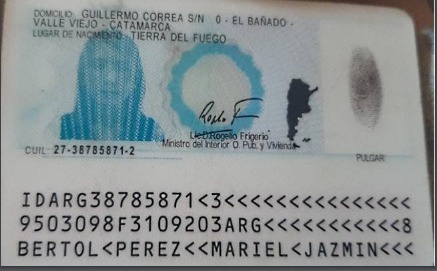 DOMICILIO: GUILLERMO CORREA S/N 0 - EL BAÑADO -
VALLE VIEJO - CATAMARCA
LUGAR DE NACIMIENTO: TIERRA DEL FUEGO
Lic.D.Rogelio Frigerio
Ministro del Interior O. Pub. y Vivienda
CUIL: 27-38785871-2
PULGAR
IDARG38785871<3<<<<<<<<<<<<<<<
9503098F3109203ARG<<<<<<<<<<<8
BERTOL<PEREZ<<MARIEL<JAZMIN<<<